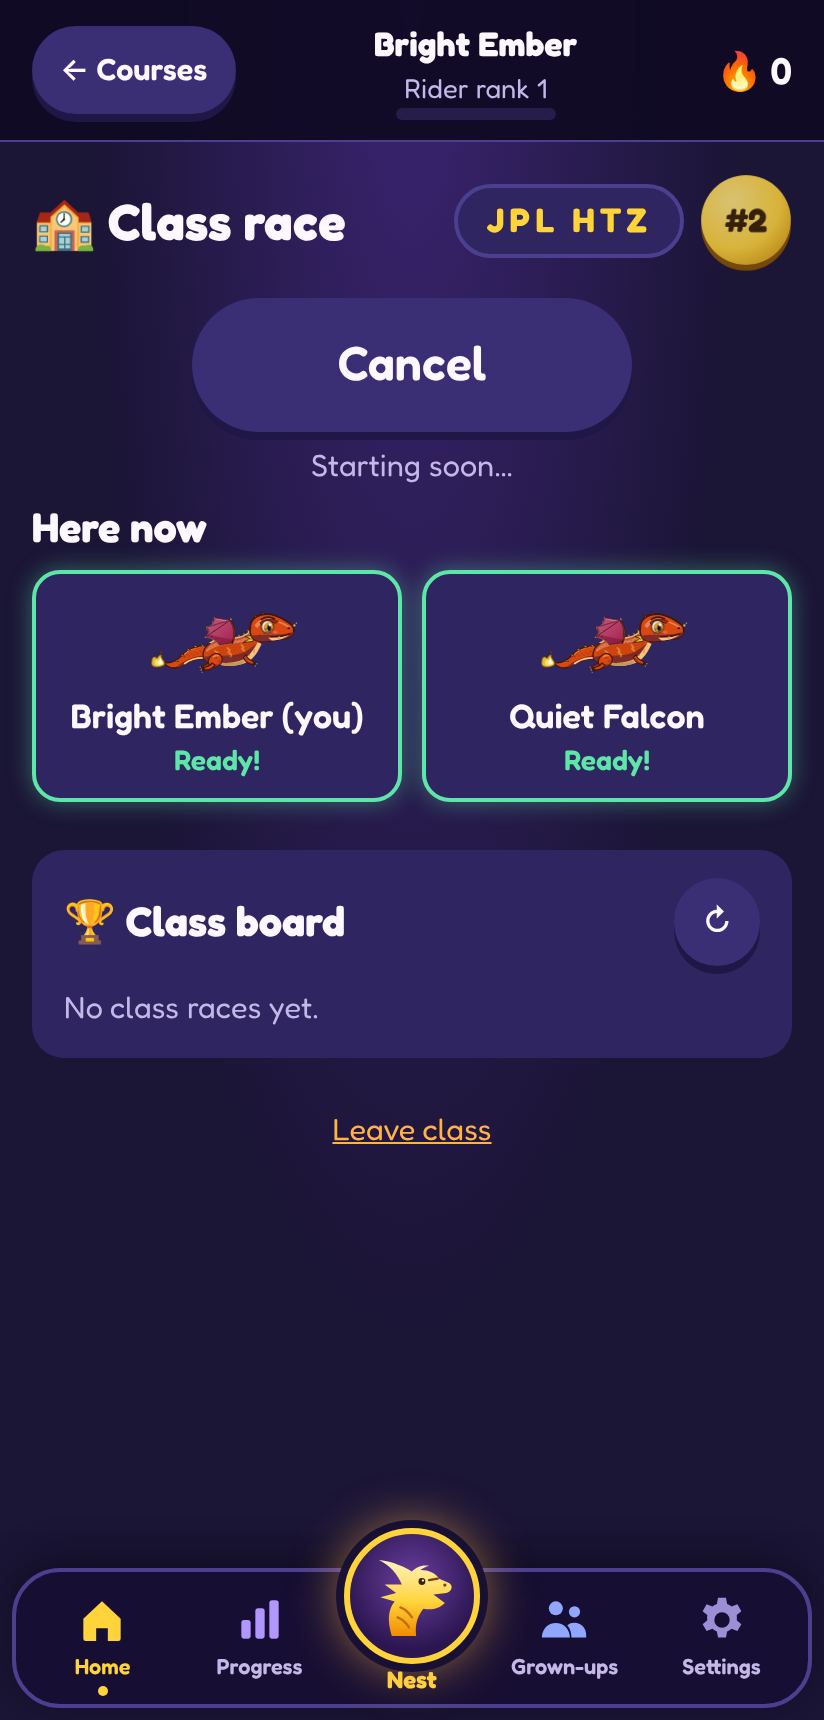 ← Courses
Bright Ember
Rider rank 1
0
Class race
JPL HTZ
#2
Cancel
Starting soon...
Here now
Bright Ember (you)
Ready!
Quiet Falcon
Ready!
Class board
No class races yet.
Leave class
Home
Progress
Nest
Grown-ups
Settings